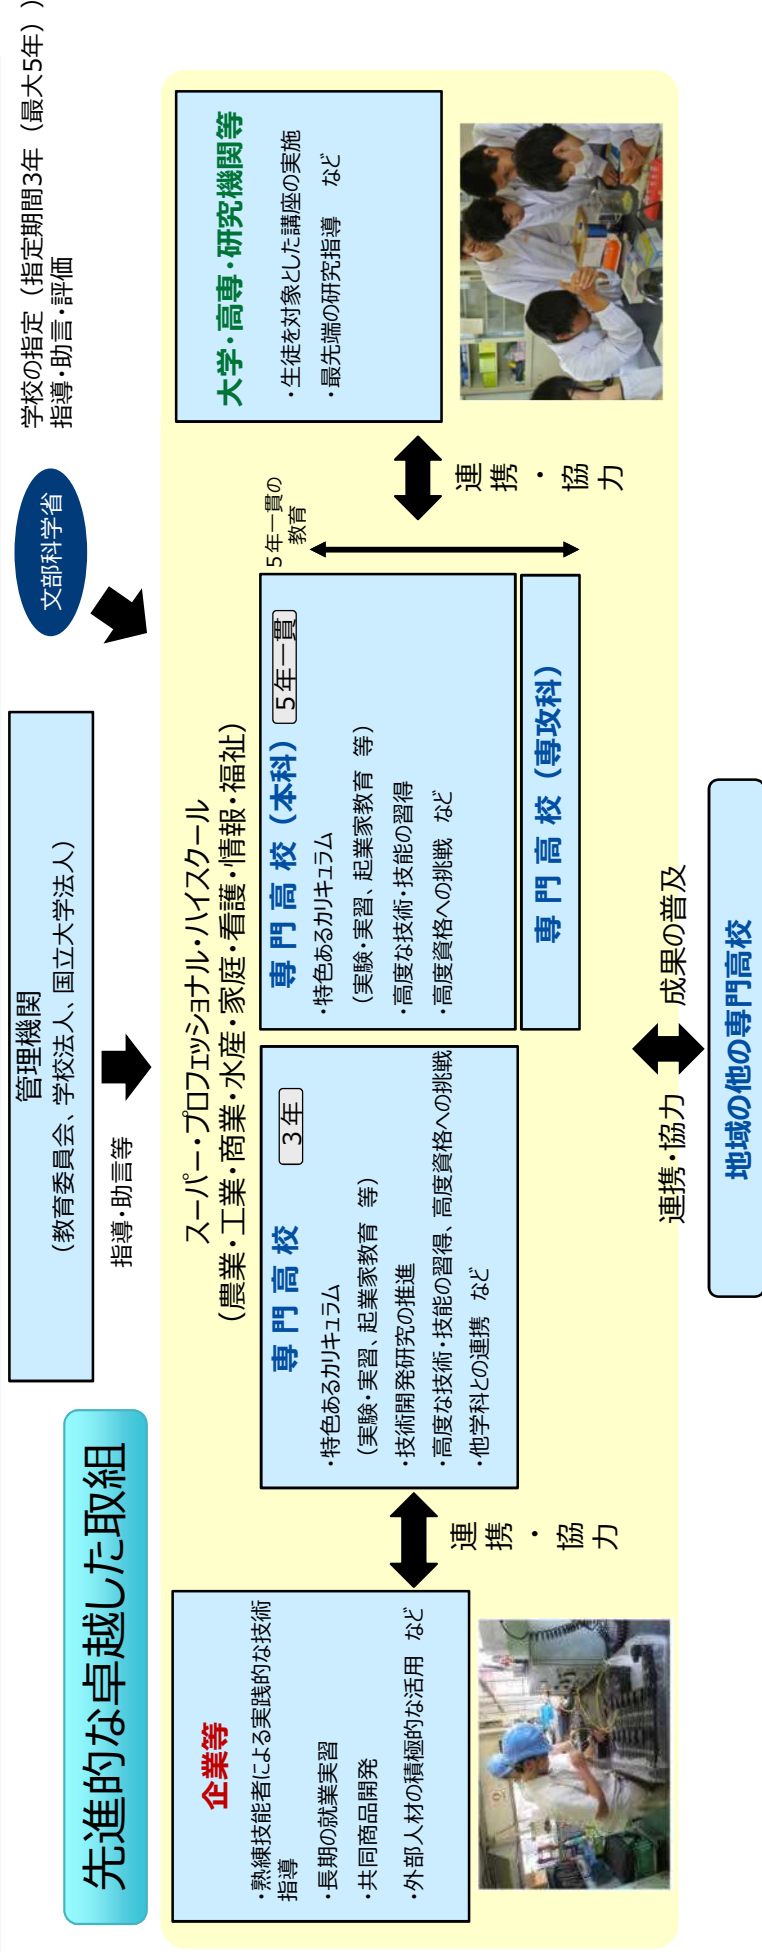 先進的な卓越した取組
管理機関
（教育委員会、学校法人、国立大学法人）
指導・助言等
文部科学省
学校の指定（指定期間3年（最大5年））
指導・助言・評価
スーパー・プロフェッショナル・ハイスクール
（農業・工業・商業・水産・家庭・看護・情報・福祉）
企業等
・熟練技能者による実践的な技術
指導
・長期の就業実習
・共同商品開発
・外部人材の積極的な活用　など
連携・協力
専門高校
３年
・特色あるカリキュラム
（実験・実習、起業家教育　等）
・技術開発研究の推進
・高度な技術・技能の習得、高度資格への挑戦
・他学科との連携　など
専門高校（本科）
５年一貫
・特色あるカリキュラム
（実験・実習、起業家教育　等）
・高度な技術・技能の習得
・高度資格への挑戦　など
専門高校（専攻科）
５年一貫の
教育
連携・協力
大学・高専・研究機関等
・生徒を対象とした講座の実施
・最先端の研究指導　など
連携・協力
成果の普及
地域の他の専門高校